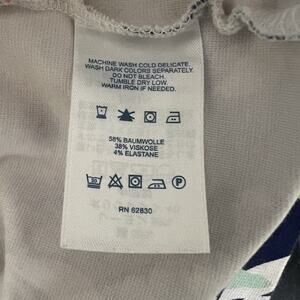 MACHINE WASH COLD DELICATE.
WASH DARK COLORS SEPARATELY.
DO NOT BLEACH.
TUMBLE DRY LOW.
WARM IRON IF NEEDED.
58% BAUMWOLLE
38% VISKOSE
4% ELASTANE
P
RN 62830